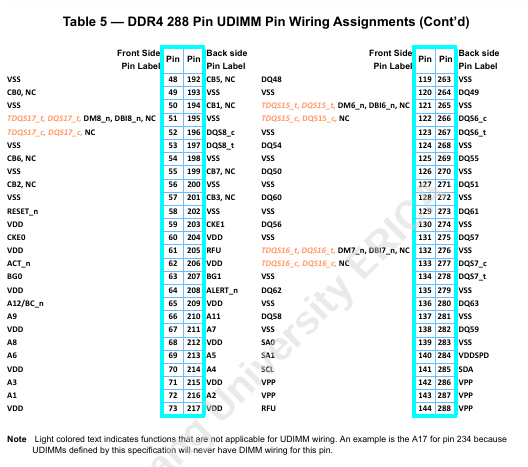 Table 5 — DDR4 288 Pin UDIMM Pin Wiring Assignments (Cont'd)
Front Side Pin Label Pin Pin Back side Pin Label Front Side Pin Label Pin Pin Back side Pin Label
VSS 48 192 CB5, NC DQ48 119 263 VSS
CB0, NC 49 193 VSS VSS 120 264 DQ49
VSS 50 194 CB1, NC TDQS15_t, DQS15_t, DM6_n, DBI6_n, NC 121 265 VSS
TDQS17_t, DQS17_t, DM8_n, DBI8_n, NC 51 195 VSS TDQS15_c, DQS15_c, NC 122 266 DQS6_c
TDQS17_c, DQS17_c, NC 52 196 DQS8_c VSS 123 267 DQS6_t
VSS 53 197 DQS8_t DQ54 124 268 VSS
CB6, NC 54 198 VSS VSS 125 269 DQ55
VSS 55 199 CB7, NC DQ50 126 270 VSS
CB2, NC 56 200 VSS VSS 127 271 DQ51
VSS 57 201 CB3, NC DQ60 128 272 VSS
RESET_n 58 202 VSS VSS 129 273 DQ61
VDD 59 203 CKE1 DQ56 130 274 VSS
CKE0 60 204 VDD VSS 131 275 DQ57
VDD 61 205 RFU TDQS16_t, DQS16_t, DM7_n, DBI7_n, NC 132 276 VSS
ACT_n 62 206 VDD TDQS16_c, DQS16_c, NC 133 277 DQS7_c
BG0 63 207 BG1 VSS 134 278 DQS7_t
VDD 64 208 ALERT_n DQ62 135 279 VSS
A12/BC_n 65 209 VDD VSS 136 280 DQ63
A9 66 210 A11 DQ58 137 281 VSS
VDD 67 211 A7 VSS 138 282 DQ59
A8 68 212 VDD SA0 139 283 VSS
A6 69 213 A5 SA1 140 284 VDDSPD
VDD 70 214 A4 SCL 141 285 SDA
A3 71 215 VDD VPP 142 286 VPP
A1 72 216 A2 VPP 143 287 VPP
VDD 73 217 VDD RFU 144 288 VPP
Note Light colored text indicates functions that are not applicable for UDIMM wiring. An example is the A17 for pin 234 because
UDIMMs defined by this specification will never have DIMM wiring for this pin.
University